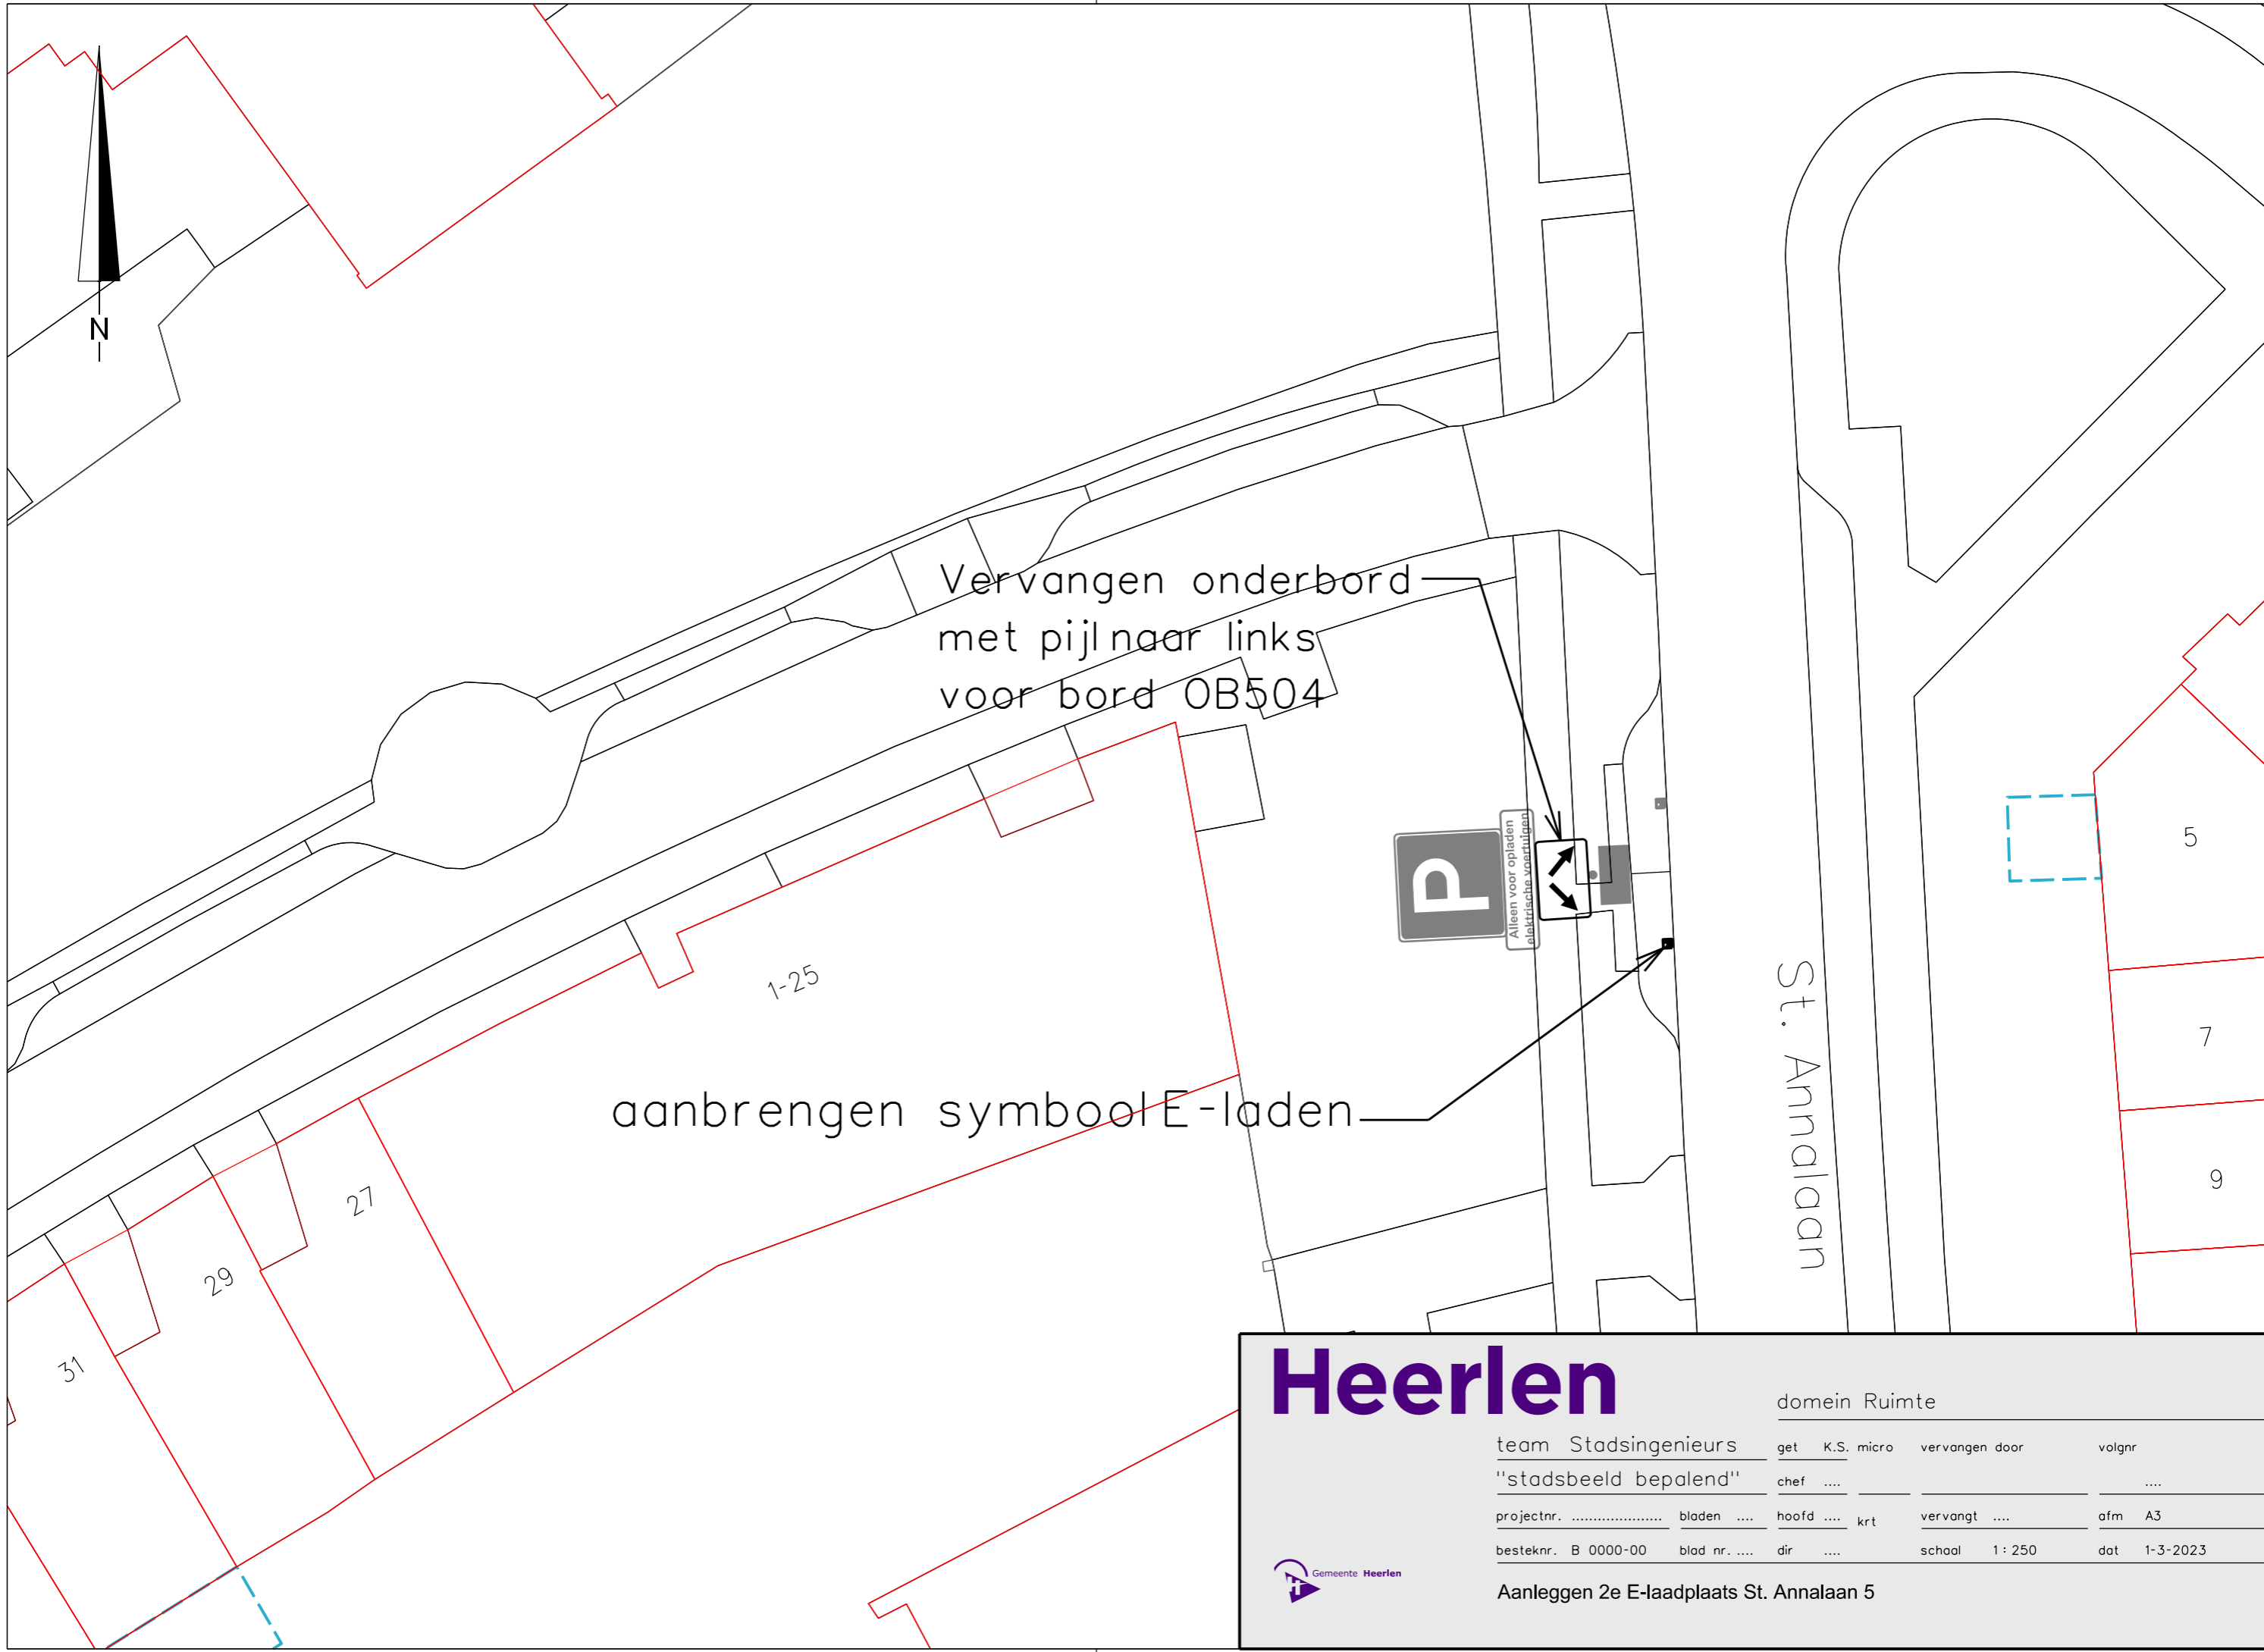 N
Vervangen onderbord
met pijl naar links
voor bord OB504
P
Alleen voor opladen
elektrische voertuigen
aanbrengen symbool E-laden
St. Annalaan
1-25
27
29
31
5
7
9
Heerlen
domein Ruimte
team Stadsingenieurs
get K.S. micro vervangen door volgnr
"stadsbeeld bepalend"
chef .... ....
projectnr. ..................... bladen .... hoofd .... krt vervangt .... afm A3
besteknr. B 0000-00 blad nr. .... dir .... schaal 1:250 dat 1-3-2023
H Gemeente Heerlen
Aanleggen 2e E-laadplaats St. Annalaan 5